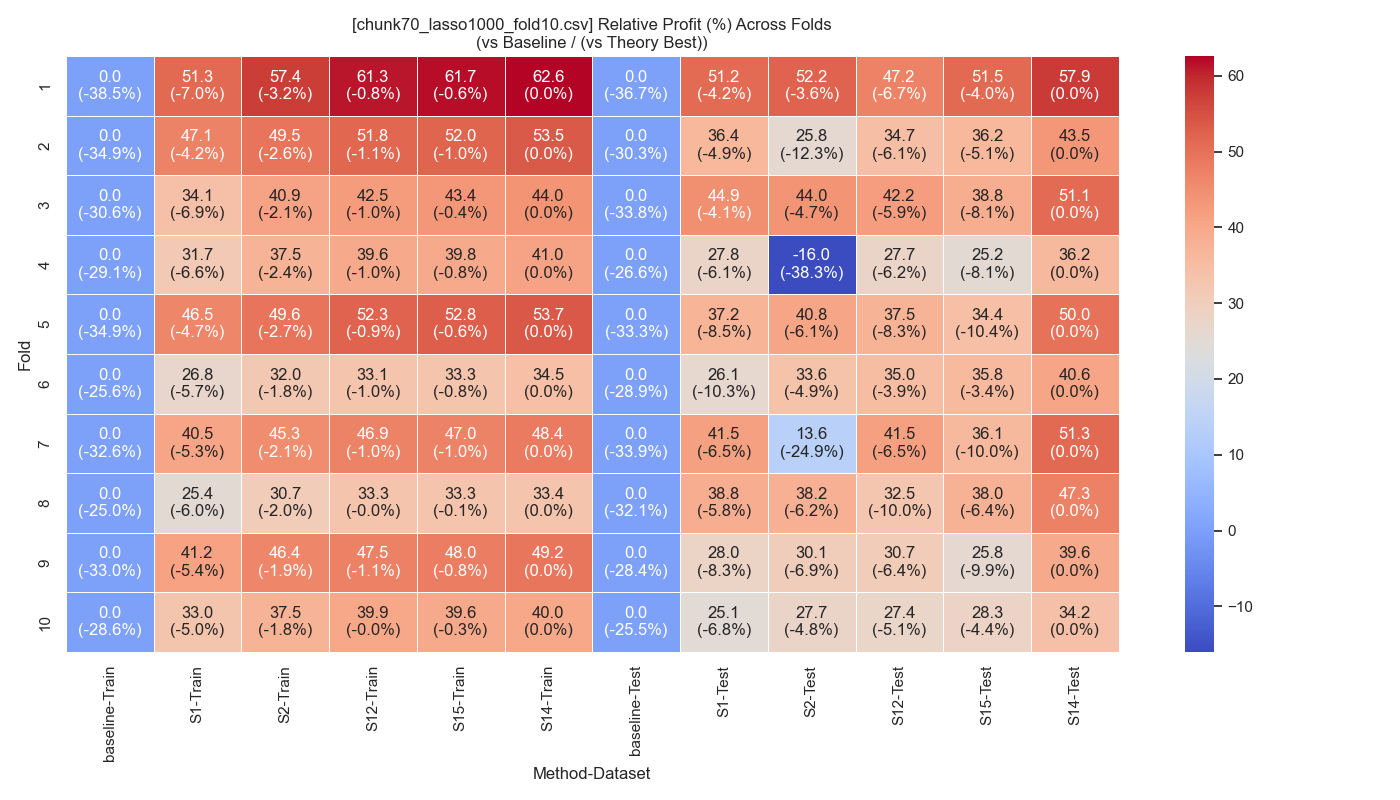 [chunk70_lasso1000_fold10.csv] Relative Profit (%) Across Folds
(vs Baseline / (vs Theory Best))
1 0.0 51.3 57.4 61.3 61.7 62.6 0.0 51.2 52.2 47.2 51.5 57.9
(-38.5%) (-7.0%) (-3.2%) (-0.8%) (-0.6%) (0.0%) (-36.7%) (-4.2%) (-3.6%) (-6.7%) (-4.0%) (0.0%)
2 0.0 47.1 49.5 51.8 52.0 53.5 0.0 36.4 25.8 34.7 36.2 43.5
(-34.9%) (-4.2%) (-2.6%) (-1.1%) (-1.0%) (0.0%) (-30.3%) (-4.9%) (-12.3%) (-6.1%) (-5.1%) (0.0%)
3 0.0 34.1 40.9 42.5 43.4 44.0 0.0 44.9 44.0 42.2 38.8 51.1
(-30.6%) (-6.9%) (-2.1%) (-1.0%) (-0.4%) (0.0%) (-33.8%) (-4.1%) (-4.7%) (-5.9%) (-8.1%) (0.0%)
4 0.0 31.7 37.5 39.6 39.8 41.0 0.0 27.8 -16.0 27.7 25.2 36.2
(-29.1%) (-6.6%) (-2.4%) (-1.0%) (-0.8%) (0.0%) (-26.6%) (-6.1%) (-38.3%) (-6.2%) (-8.1%) (0.0%)
5 0.0 46.5 49.6 52.3 52.8 53.7 0.0 37.2 40.8 37.5 34.4 50.0
(-34.9%) (-4.7%) (-2.7%) (-0.9%) (-0.6%) (0.0%) (-33.3%) (-8.5%) (-6.1%) (-8.3%) (-10.4%) (0.0%)
6 0.0 26.8 32.0 33.1 33.3 34.5 0.0 26.1 33.6 35.0 35.8 40.6
(-25.6%) (-5.7%) (-1.8%) (-1.0%) (-0.8%) (0.0%) (-28.9%) (-10.3%) (-4.9%) (-3.9%) (-3.4%) (0.0%)
7 0.0 40.5 45.3 46.9 47.0 48.4 0.0 41.5 13.6 41.5 36.1 51.3
(-32.6%) (-5.3%) (-2.1%) (-1.0%) (-1.0%) (0.0%) (-33.9%) (-6.5%) (-24.9%) (-6.5%) (-10.0%) (0.0%)
8 0.0 25.4 30.7 33.3 33.3 33.4 0.0 38.8 38.2 32.5 38.0 47.3
(-25.0%) (-6.0%) (-2.0%) (-0.0%) (-0.1%) (0.0%) (-32.1%) (-5.8%) (-6.2%) (-10.0%) (-6.4%) (0.0%)
9 0.0 41.2 46.4 47.5 48.0 49.2 0.0 28.0 30.1 30.7 25.8 39.6
(-33.0%) (-5.4%) (-1.9%) (-1.1%) (-0.8%) (0.0%) (-28.4%) (-8.3%) (-6.9%) (-6.4%) (-9.9%) (0.0%)
10 0.0 33.0 37.5 39.9 39.6 40.0 0.0 25.1 27.7 27.4 28.3 34.2
(-28.6%) (-5.0%) (-1.8%) (-0.0%) (-0.3%) (0.0%) (-25.5%) (-6.8%) (-4.8%) (-5.1%) (-4.4%) (0.0%)
Fold
baseline-Train
S1-Train
S2-Train
S12-Train
S15-Train
S14-Train
baseline-Test
S1-Test
S2-Test
S12-Test
S15-Test
S14-Test
Method-Dataset
60
50
40
30
20
10
0
−10